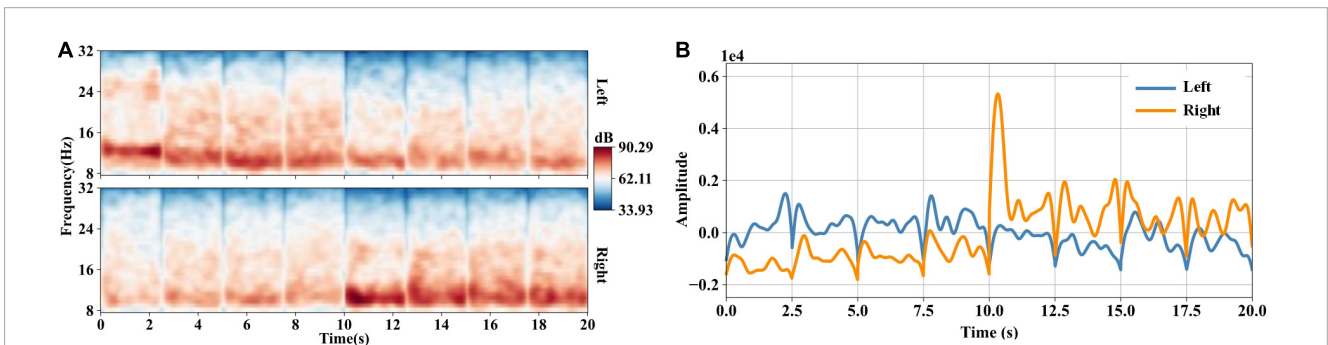 A
32
24
16
8
Left
dB
90.29
62.11
33.93
32
24
16
8
Right
Frequency(Hz)
0 2 4 6 8 10 12 14 16 18 20
Time(s)
B
1e4
0.6
0.4
0.2
0.0
−0.2
Amplitude
Left
Right
0.0 2.5 5.0 7.5 10.0 12.5 15.0 17.5 20.0
Time (s)